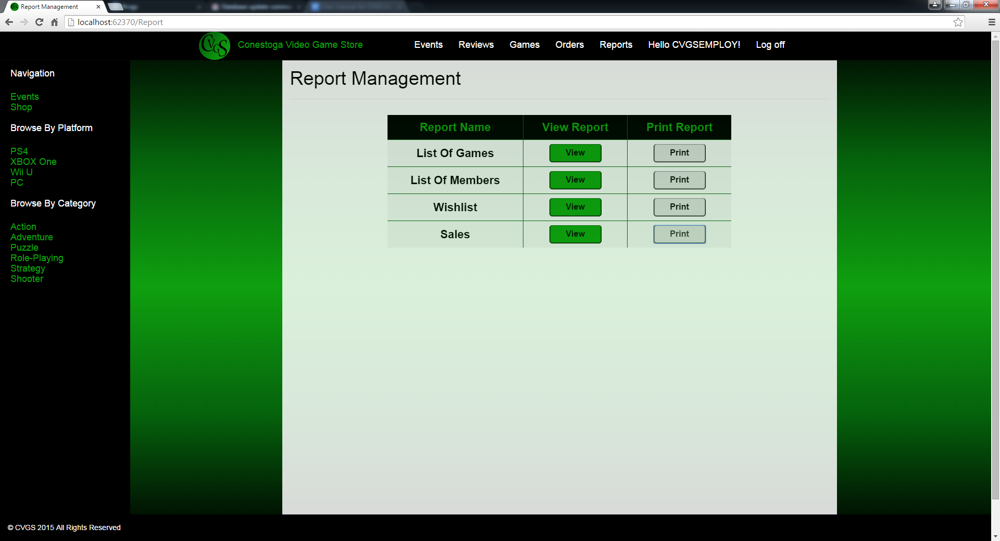 Report Management
localhost:62370/Report
CVGS
Conestoga Video Game Store
Events Reviews Games Orders Reports Hello CVGSEMPLOY! Log off
Navigation
Events
Shop
Browse By Platform
PS4
XBOX One
Wii U
PC
Browse By Category
Action
Adventure
Puzzle
Role-Playing
Strategy
Shooter
Report Management
Report Name View Report Print Report
List Of Games View Print
List Of Members View Print
Wishlist View Print
Sales View Print
© CVGS 2015 All Rights Reserved